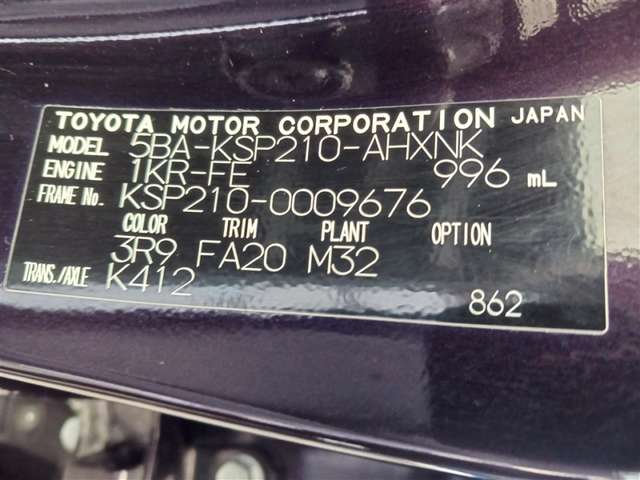 TOYOTA MOTOR CORPORATION JAPAN
MODEL 5BA-KSP210-AHXNK
ENGINE 1KR-FE 996 mL
FRAME No. KSP210-0009676
COLOR TRIM PLANT OPTION
3R9 FA20 M32
TRANS./AXLE K412
862